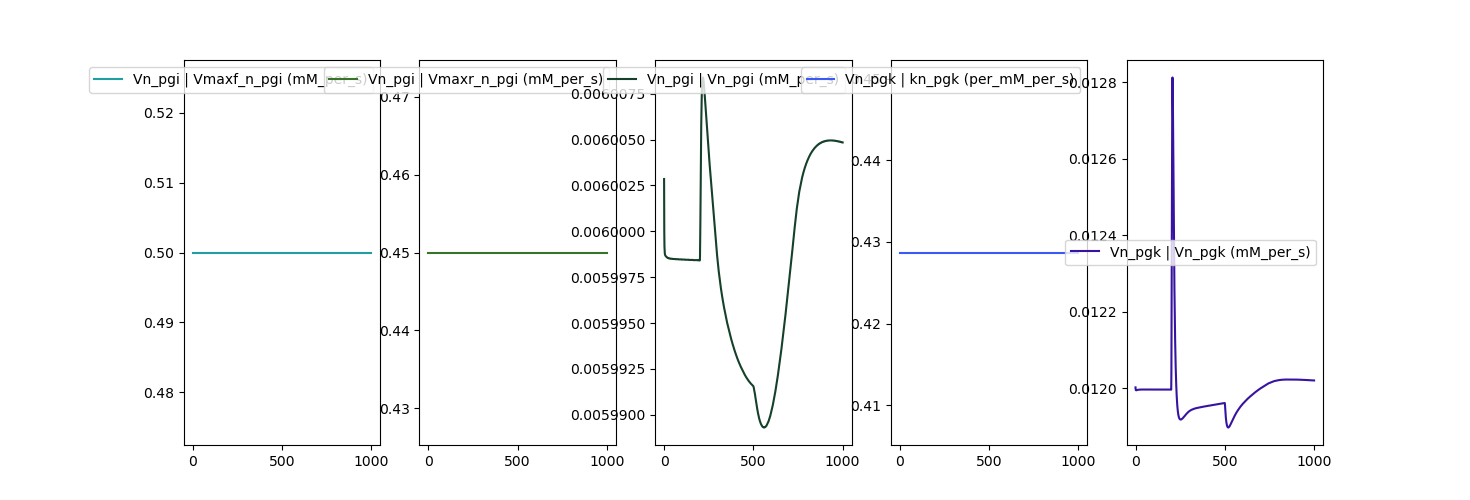 Vn_pgi | Vmaxf_n_pgi (mM_per_s)
0.52
0.51
0.50
0.49
0.48
0 500 1000
Vn_pgi | Vmaxr_n_pgi (mM_per_s)
0.47
0.46
0.45
0.44
0.43
0 500 1000
Vn_pgi | Vn_pgi (mM_per_s)
0.0060075
0.0060050
0.0060025
0.0060000
0.0059975
0.0059950
0.0059925
0.0059900
0 500 1000
Vn_pgk | kn_pgk (per_mM_per_s)
0.44
0.43
0.42
0.41
0 500 1000
0.0128
0.0126
0.0124
Vn_pgk | Vn_pgk (mM_per_s)
0.0122
0.0120
0 500 1000